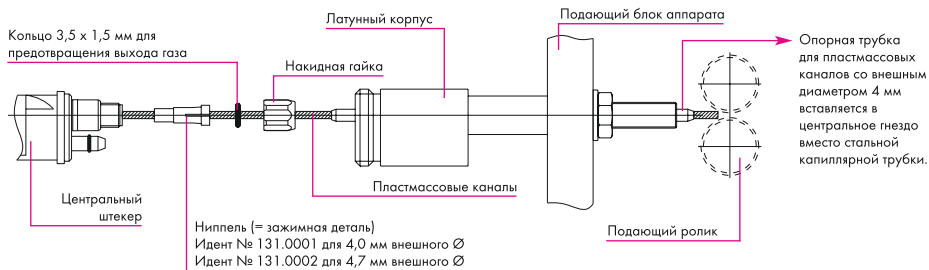 Кольцо 3,5 x 1,5 мм для
предотвращения выхода газа
Латунный корпус
Подающий блок аппарата
Накидная гайка
Опорная трубка
для пластмассовых
каналов со внешным
диаметром 4 мм
вставляется в
центральное гнездо
вместо стальной
капиллярной трубки.
Пластмассовые каналы
Центральный
штекер
Ниппель (= зажимная деталь)
Идент № 131.0001 для 4,0 мм внешного Ø
Идент № 131.0002 для 4,7 мм внешного Ø
Подающий ролик